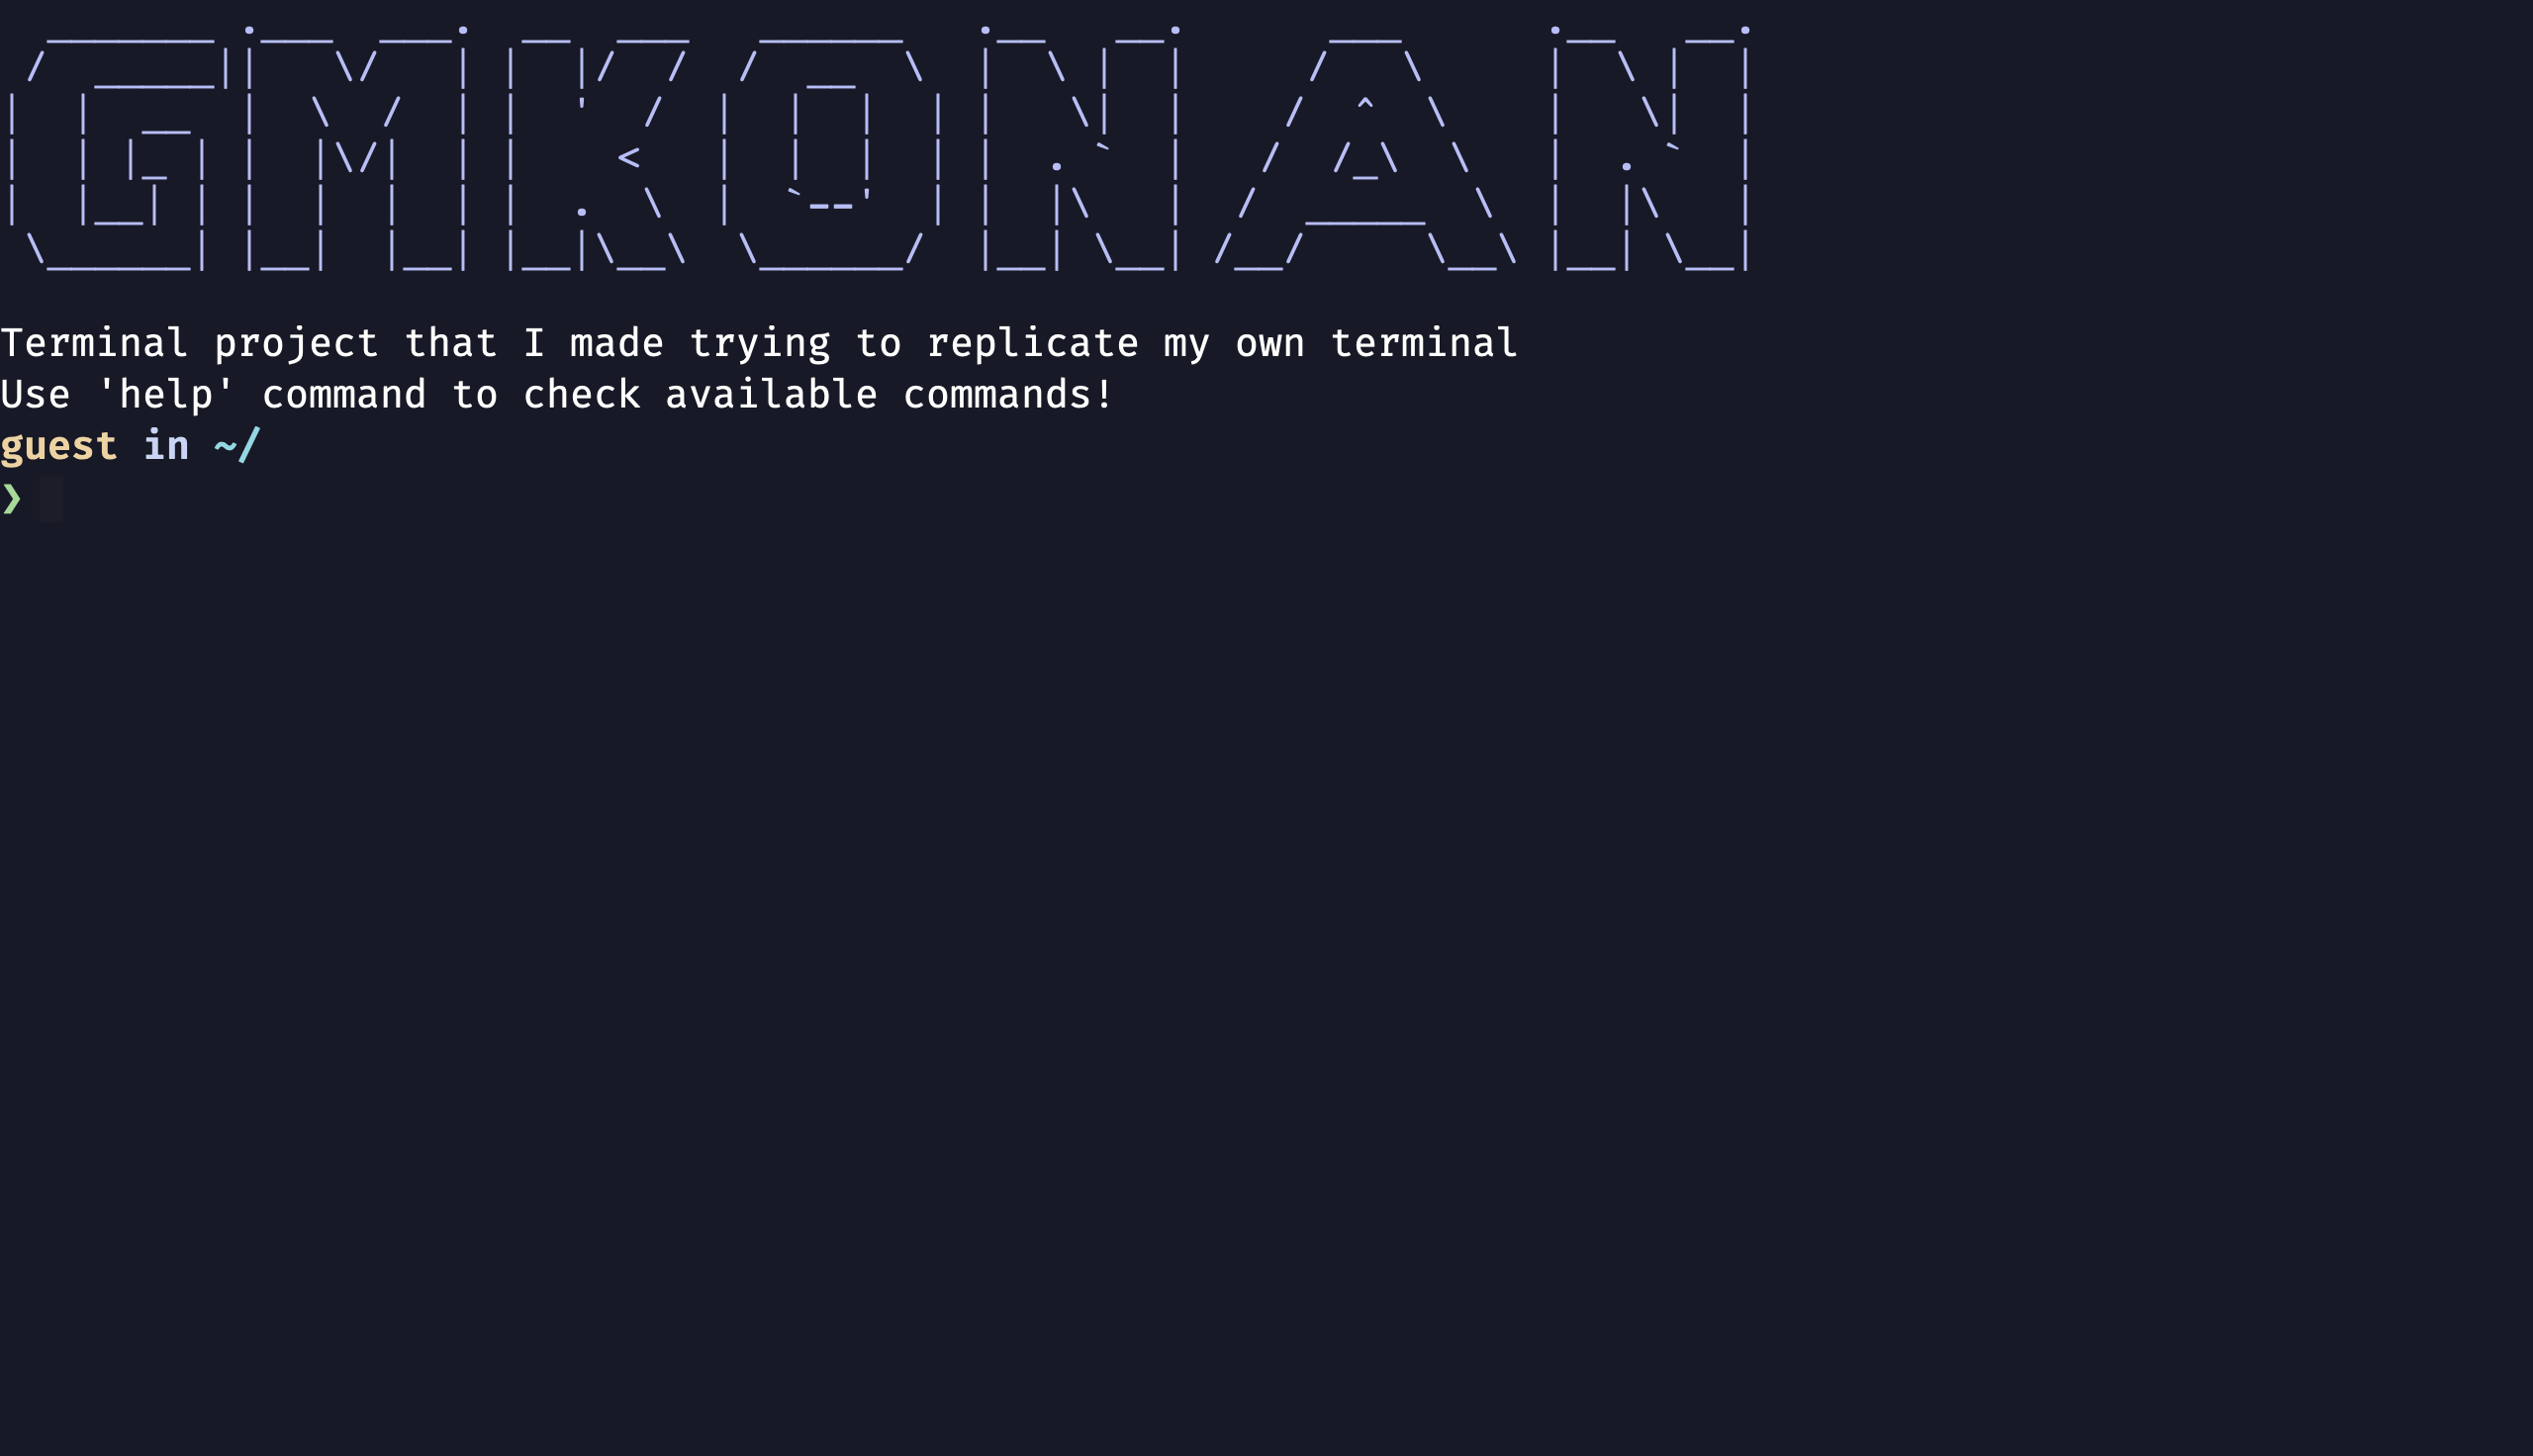 GMKONAN
Terminal project that I made trying to replicate my own terminal
Use 'help' command to check available commands!
guest in ~/
❯